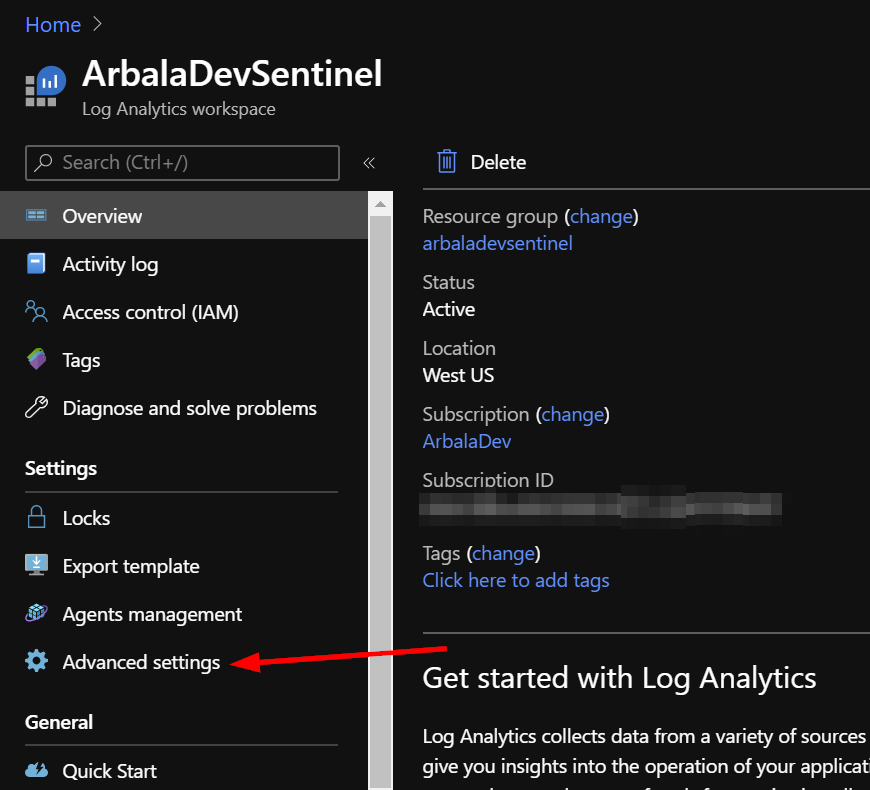 Home
ArbalaDevSentinel
Log Analytics workspace
Search (Ctrl+/)
«
Delete
Overview
Activity log
Access control (IAM)
Tags
Diagnose and solve problems
Settings
Locks
Export template
Agents management
Advanced settings
General
Quick Start
Resource group (change)
arbaladevsentinel
Status
Active
Location
West US
Subscription (change)
ArbalaDev
Subscription ID
Tags (change)
Click here to add tags
Get started with Log Analytics
Log Analytics collects data from a variety of sources
give you insights into the operation of your applicati